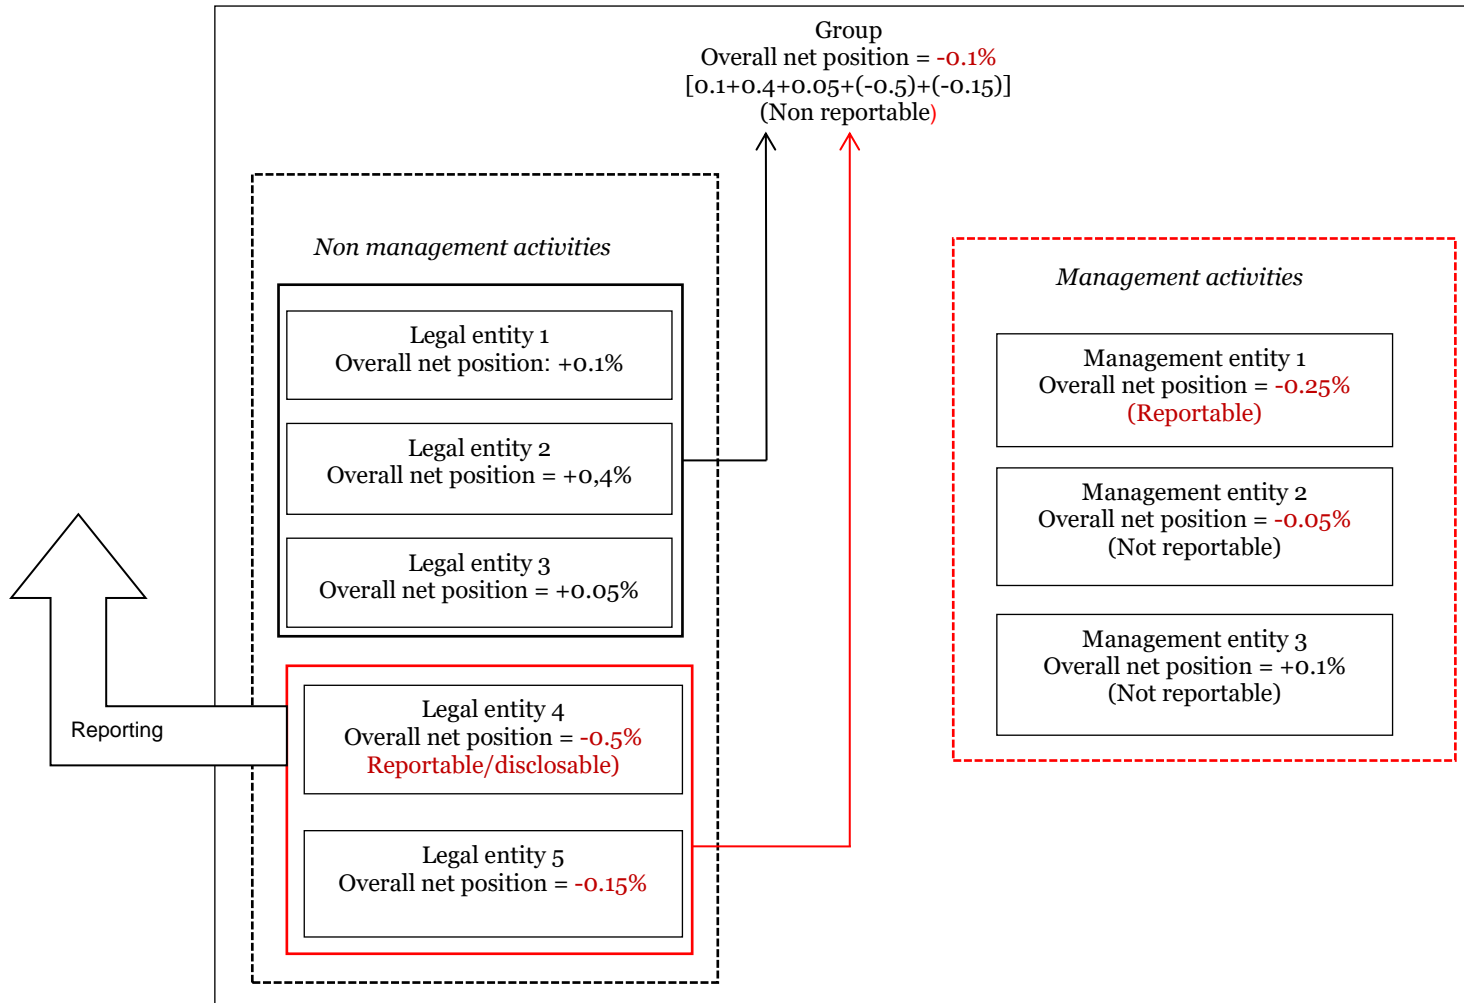 Group
Overall net position = -0.1%
[0.1+0.4+0.05+(-0.5)+(-0.15)]
(Non reportable)
Non management activities
Legal entity 1
Overall net position: +0.1%
Legal entity 2
Overall net position = +0,4%
Legal entity 3
Overall net position = +0.05%
Reporting
Legal entity 4
Overall net position = -0.5%
Reportable/disclosable)
Legal entity 5
Overall net position = -0.15%
Management activities
Management entity 1
Overall net position = -0.25%
(Reportable)
Management entity 2
Overall net position = -0.05%
(Not reportable)
Management entity 3
Overall net position = +0.1%
(Not reportable)